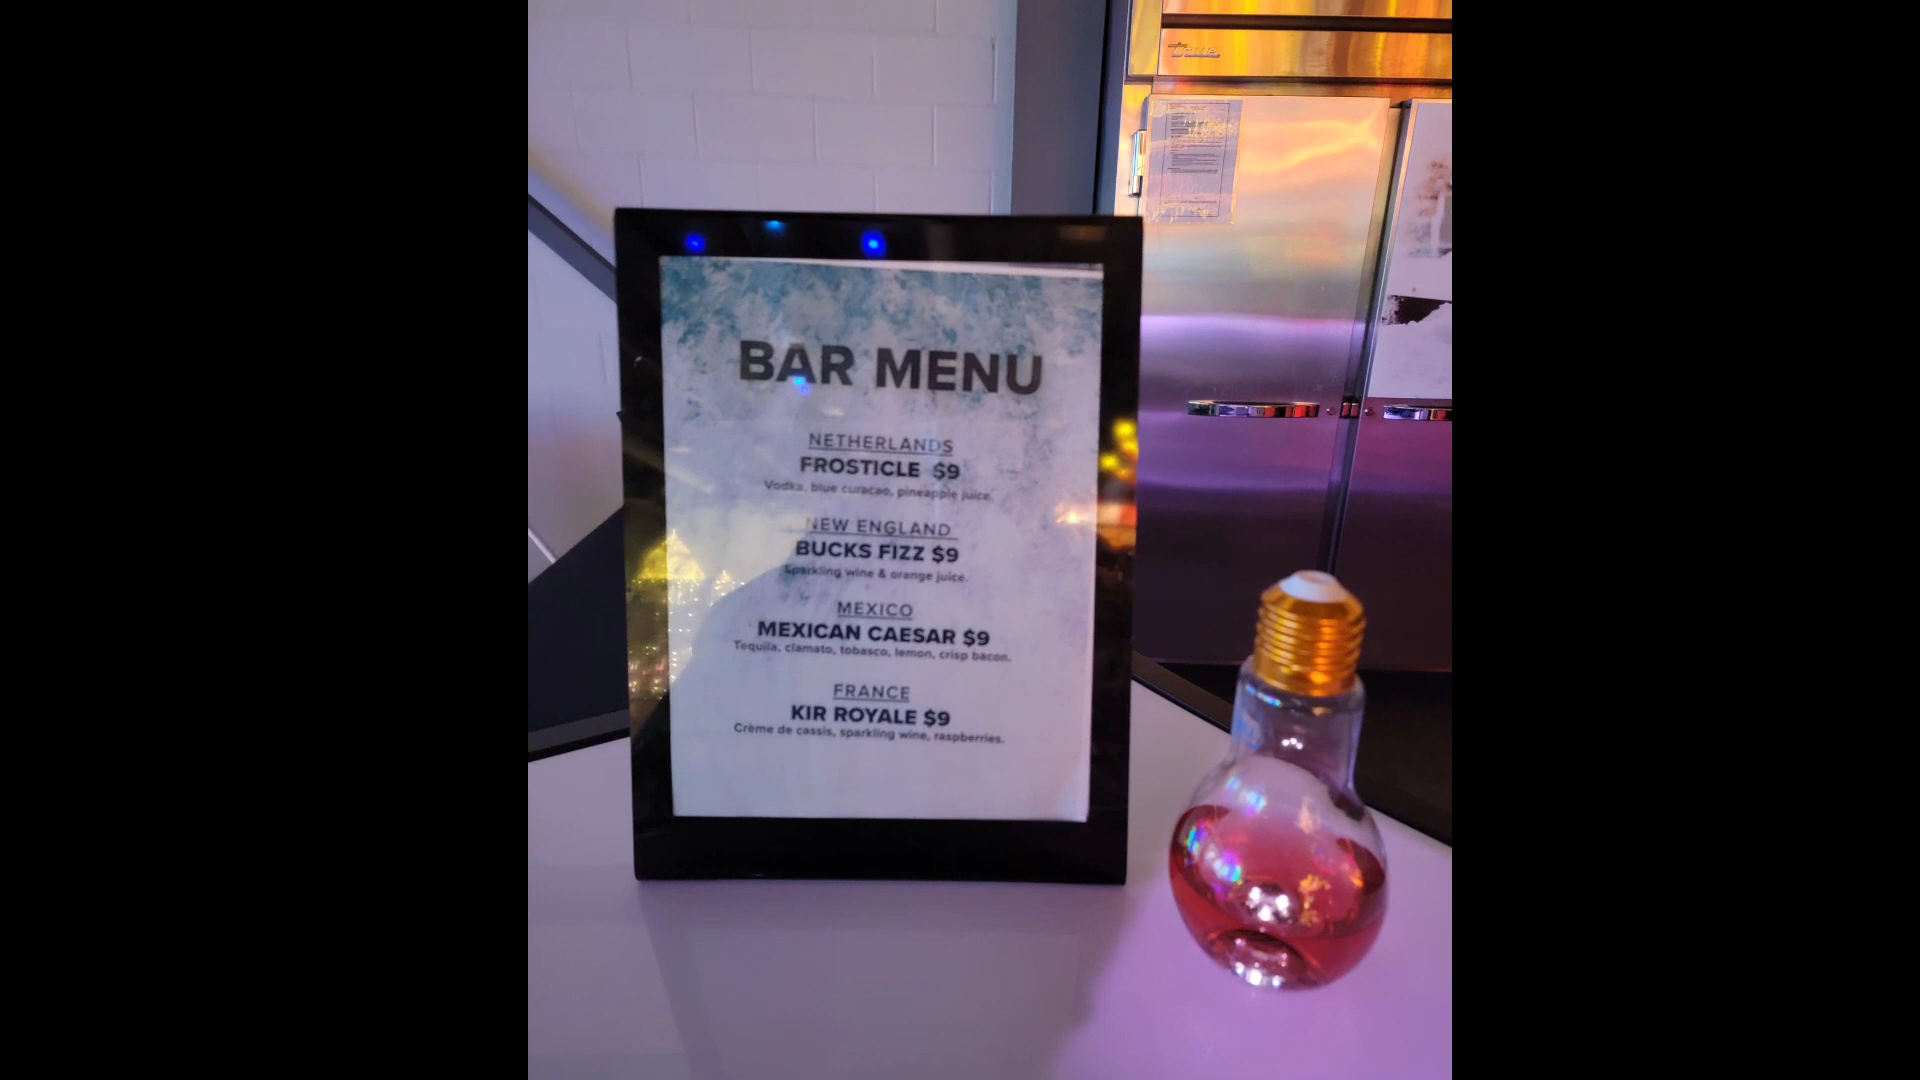 true
BAR MENU
NETHERLANDS
FROSTICLE $9
Vodka, blue curacao, pineapple juice.
NEW ENGLAND
BUCKS FIZZ $9
Sparkling wine & orange juice.
MEXICO
MEXICAN CAESAR $9
Tequila, clamato, tobasco, lemon, crisp bacon.
FRANCE
KIR ROYALE $9
Crème de cassis, sparkling wine, raspberries.